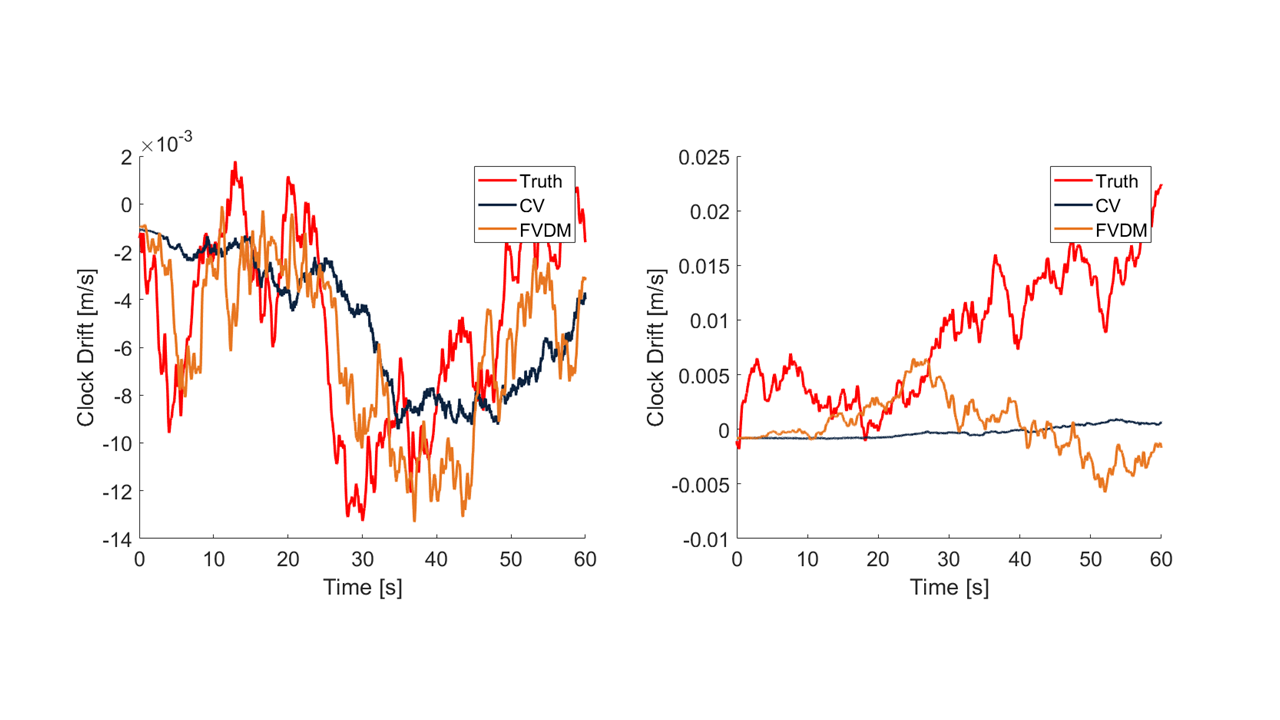 ×10-3
2
0
-2
-4
-6
-8
-10
-12
-14
Clock Drift [m/s]
0 10 20 30 40 50 60
Time [s]
Truth
CV
FVDM
0.025
0.02
0.015
0.01
0.005
0
-0.005
-0.01
Clock Drift [m/s]
0 10 20 30 40 50 60
Time [s]
Truth
CV
FVDM